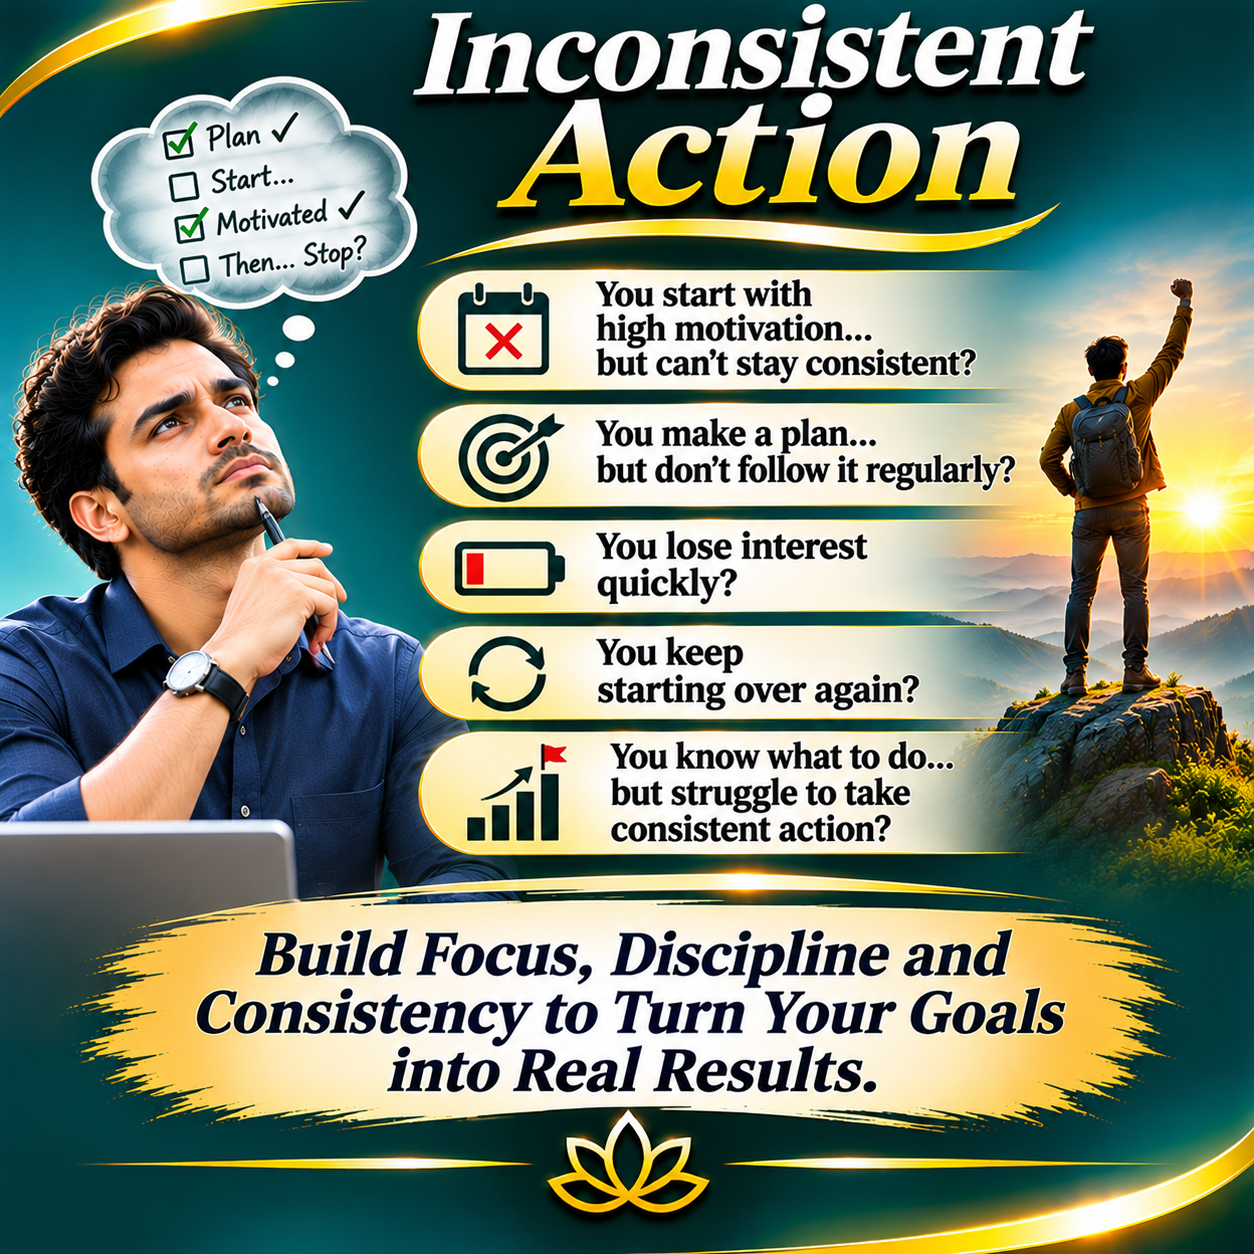 Inconsistent
Action
Plan ✓
Start...
Motivated ✓
Then... Stop?
You start with
high motivation...
but can't stay consistent?
You make a plan...
but don't follow it regularly?
You lose interest
quickly?
You keep
starting over again?
You know what to do...
but struggle to take
consistent action?
Build Focus, Discipline and
Consistency to Turn Your Goals
into Real Results.